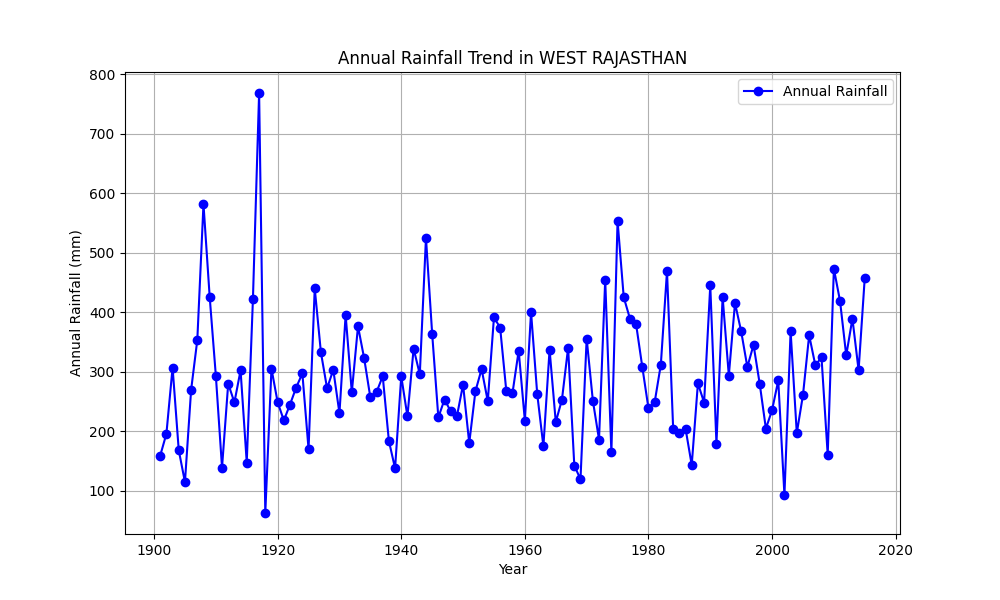 Annual Rainfall Trend in WEST RAJASTHAN
Annual Rainfall
800
700
600
500
400
300
200
100
Annual Rainfall (mm)
1900 1920 1940 1960 1980 2000 2020
Year